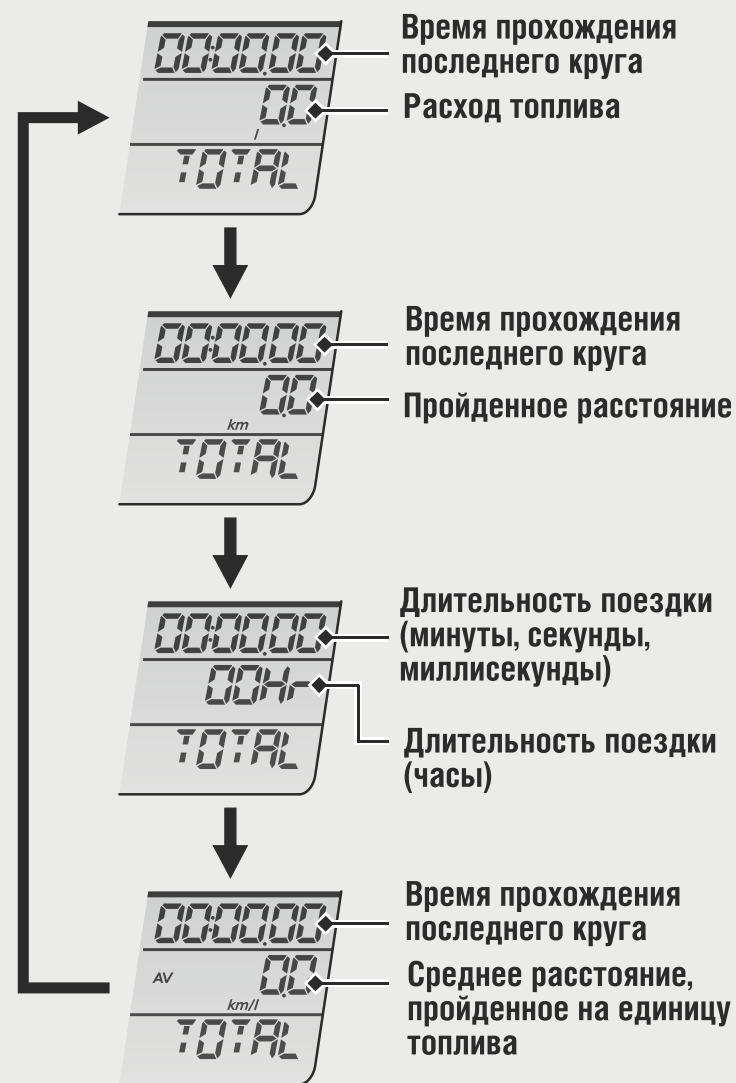 00:00.00
Время прохождения
последнего круга
0.0
l
Расход топлива
TOTAL
00:00.00
Время прохождения
последнего круга
0.0
km
Пройденное расстояние
TOTAL
00:00.00
Длительность поездки
(минуты, секунды,
миллисекунды)
00Hr
TOTAL
Длительность поездки
(часы)
00:00.00
Время прохождения
последнего круга
AV
0.0
km/l
Среднее расстояние,
пройденное на единицу
топлива
TOTAL